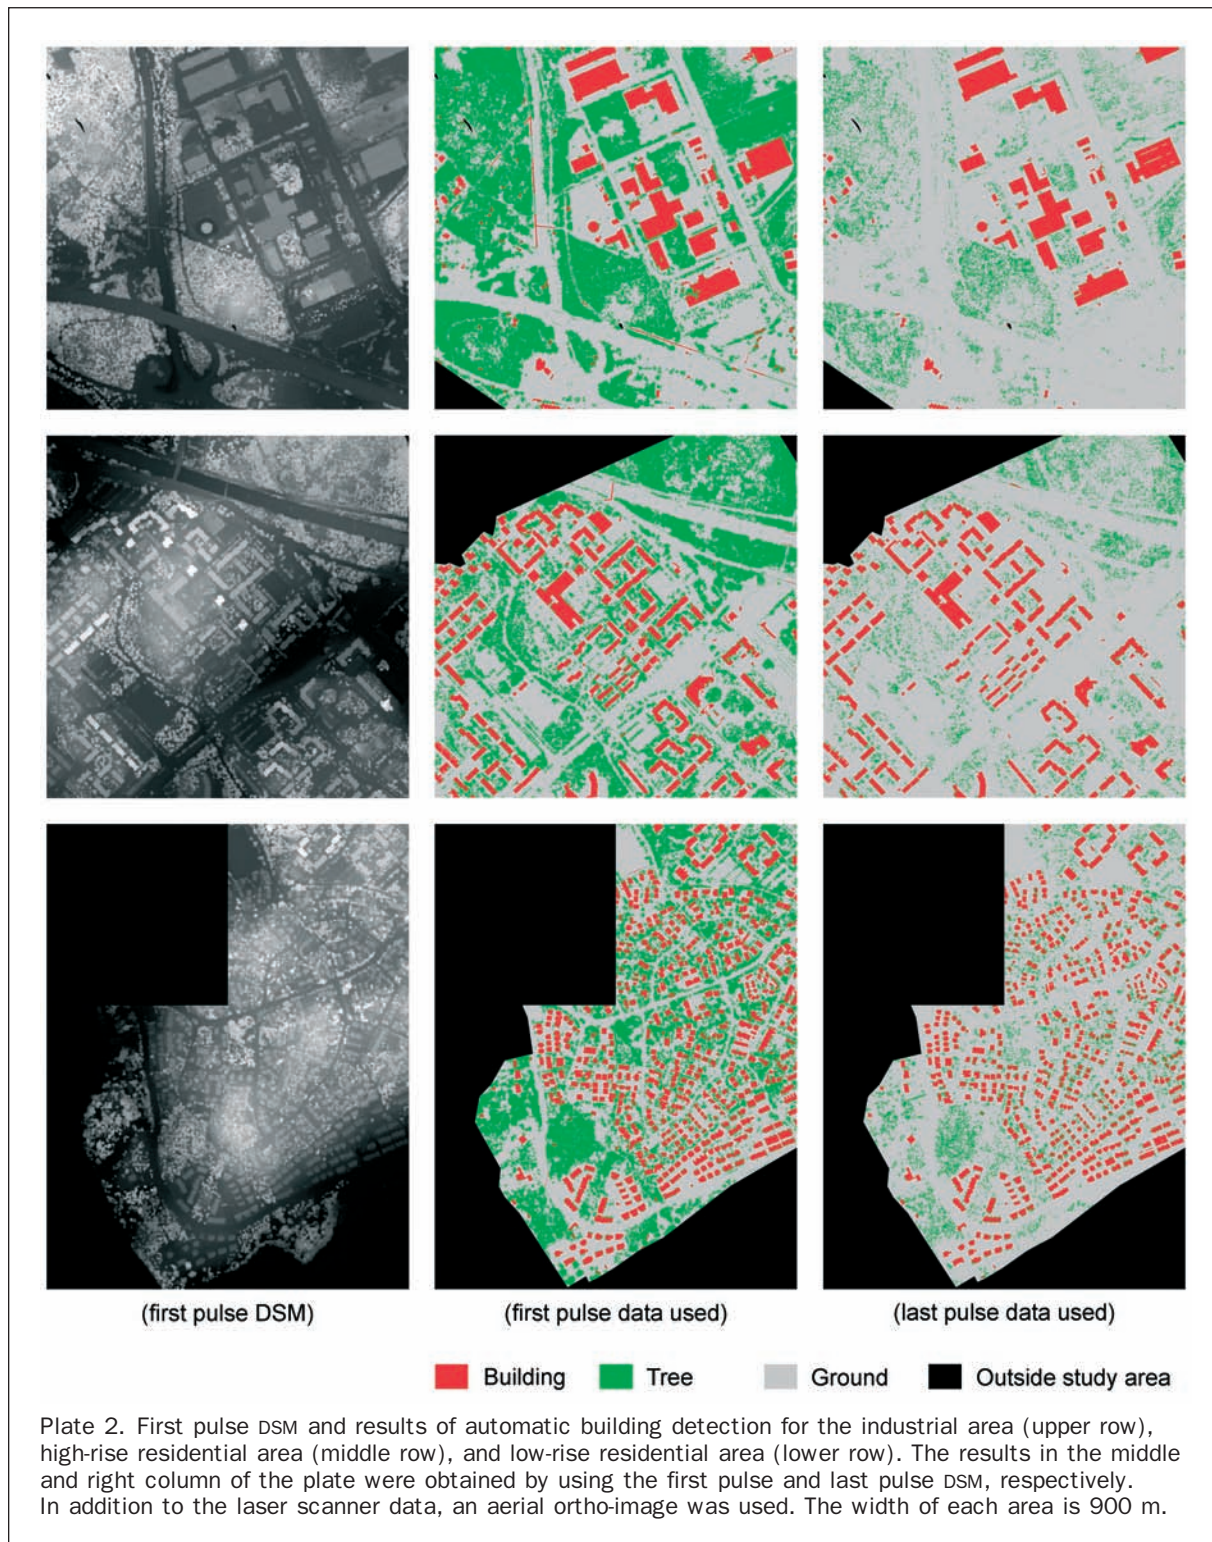 (first pulse DSM)
(first pulse data used)
(last pulse data used)
Building
Tree
Ground
Outside study area
Plate 2. First pulse DSM and results of automatic building detection for the industrial area (upper row),
high-rise residential area (middle row), and low-rise residential area (lower row). The results in the middle
and right column of the plate were obtained by using the first pulse and last pulse DSM, respectively.
In addition to the laser scanner data, an aerial ortho-image was used. The width of each area is 900 m.